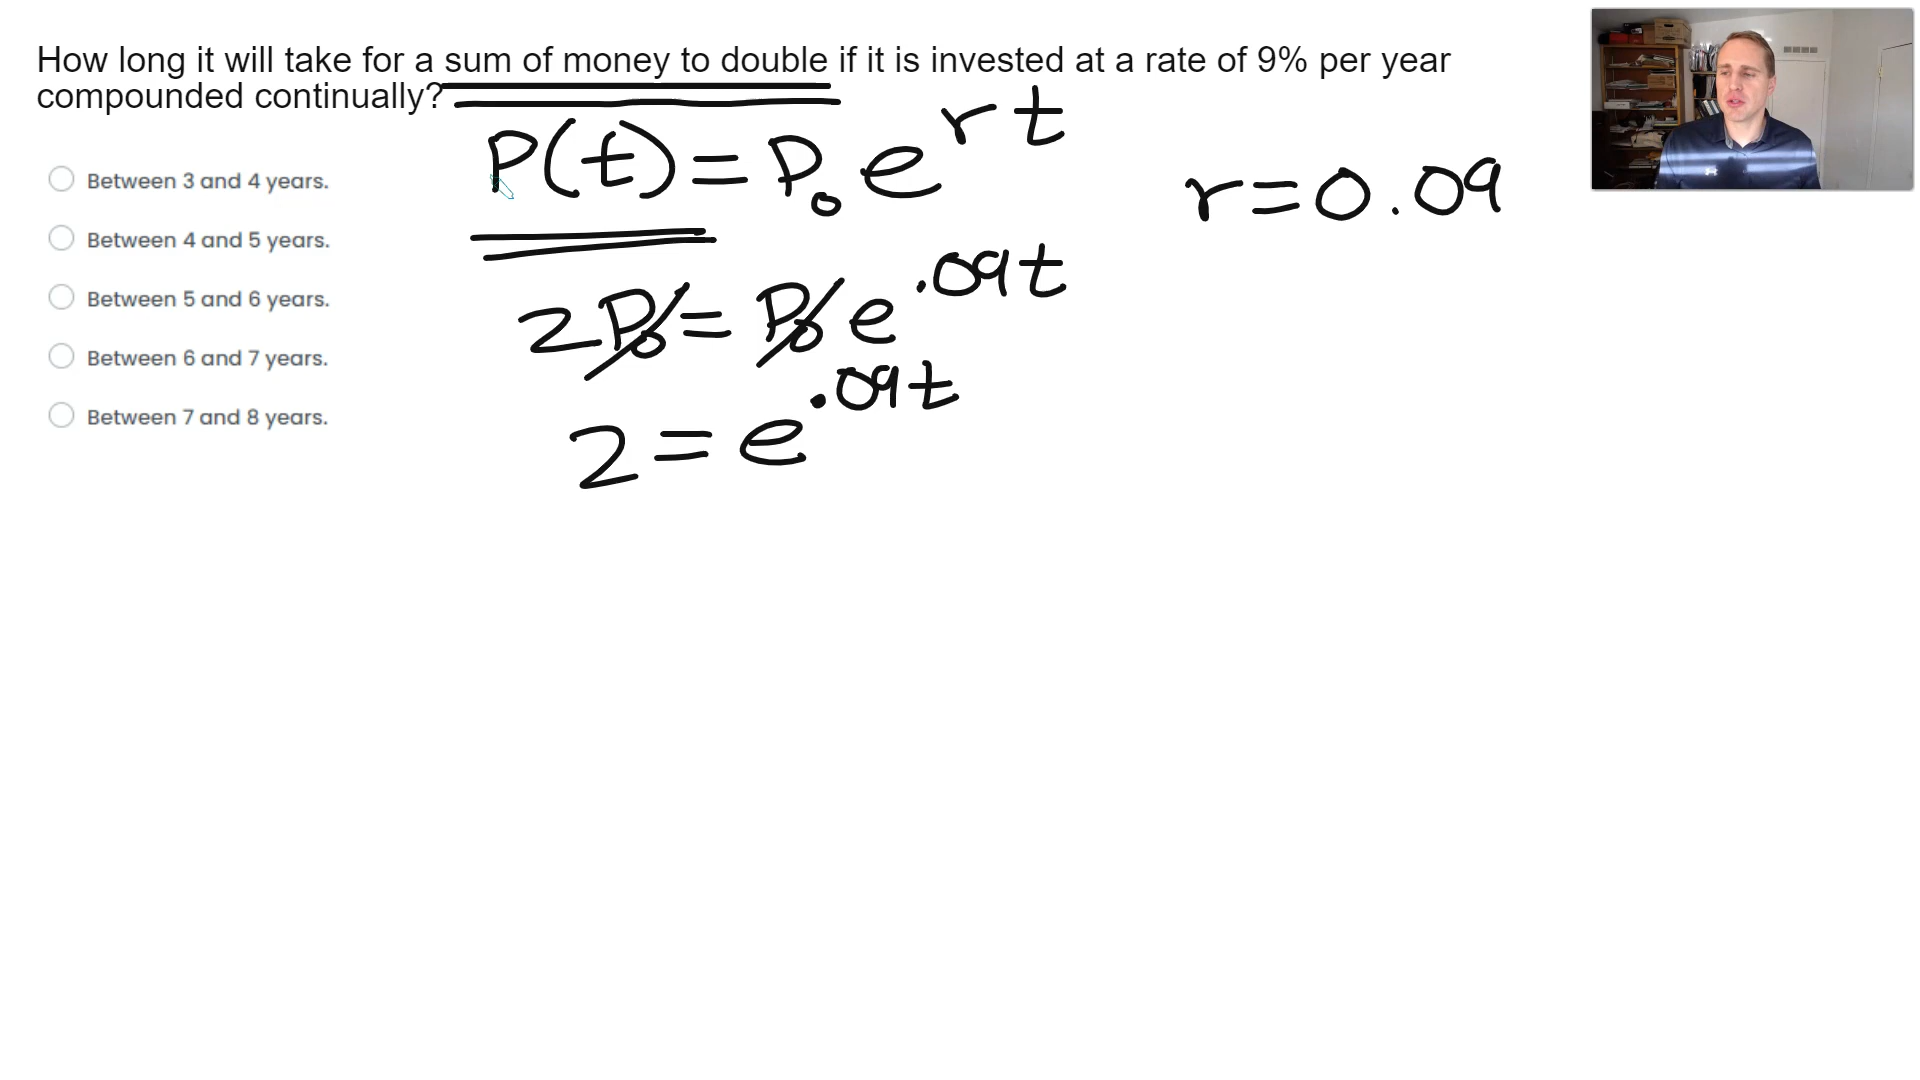 How long it will take for a sum of money to double if it is invested at a rate of 9% per year
compounded continually?
P(t) = P₀ e^rt
r = 0.09
Between 3 and 4 years.
Between 4 and 5 years.
Between 5 and 6 years.
Between 6 and 7 years.
Between 7 and 8 years.
2P₀ = P₀ e^.09t
2 = e^.09t